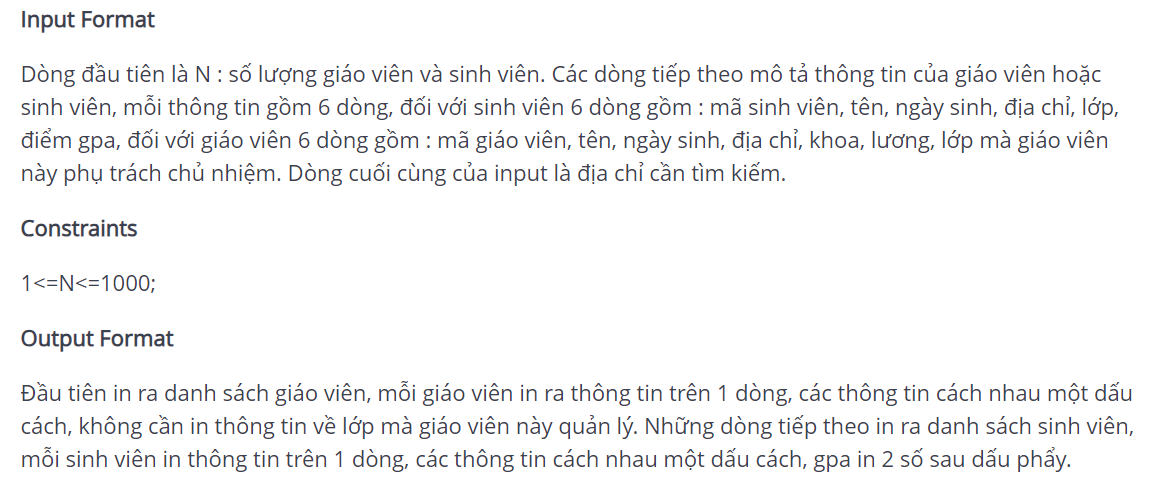 Input Format
Dòng đầu tiên là N : số lượng giáo viên và sinh viên. Các dòng tiếp theo mô tả thông tin của giáo viên hoặc
sinh viên, mỗi thông tin gồm 6 dòng, đối với sinh viên 6 dòng gồm : mã sinh viên, tên, ngày sinh, địa chỉ, lớp,
điểm gpa, đối với giáo viên 6 dòng gồm : mã giáo viên, tên, ngày sinh, địa chỉ, khoa, lương, lớp mà giáo viên
này phụ trách chủ nhiệm. Dòng cuối cùng của input là địa chỉ cần tìm kiếm.
Constraints
1<=N<=1000;
Output Format
Đầu tiên in ra danh sách giáo viên, mỗi giáo viên in ra thông tin trên 1 dòng, các thông tin cách nhau một dấu
cách, không cần in thông tin về lớp mà giáo viên này quản lý. Những dòng tiếp theo in ra danh sách sinh viên,
mỗi sinh viên in thông tin trên 1 dòng, các thông tin cách nhau một dấu cách, gpa in 2 số sau dấu phẩy.